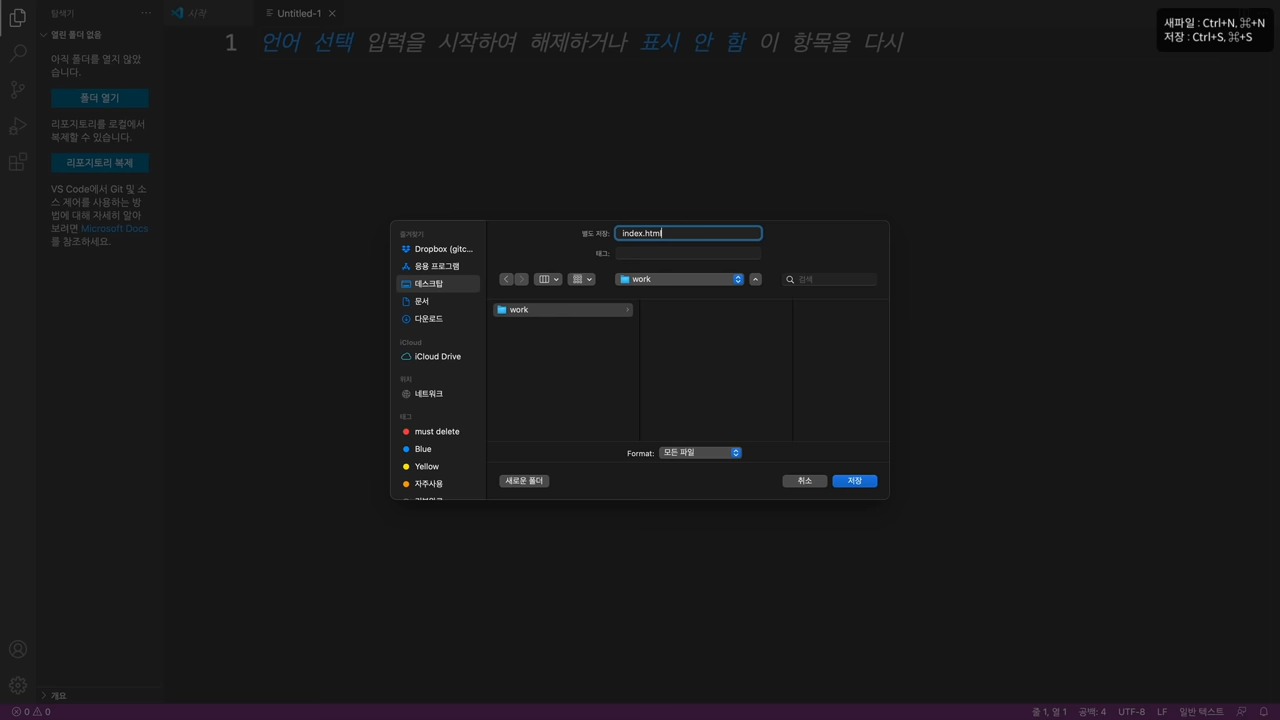 탐색기
시작
Untitled-1
새파일 : Ctrl+N,⌘+N
저장 : Ctrl+S,⌘+S
열린 폴더 없음
1 언어 선택 입력을 시작하여 해제하거나 표시 안 함 이 항목을 다시
아직 폴더를 열지 않았
습니다.
폴더 열기
리포지토리를 로컬에서
복제할 수 있습니다.
리포지토리 복제
VS Code에서 Git 및 소
스 제어를 사용하는 방
법에 대해 자세히 알아
보려면 Microsoft Docs
를 참조하세요.
즐겨찾기
Dropbox (gitc...
응용 프로그램
데스크탑
문서
다운로드
iCloud
iCloud Drive
위치
네트워크
태그
must delete
Blue
Yellow
자주사용
별도 저장: index.html
태그:
work
검색
work
Format: 모든 파일
새로운 폴더
취소
저장
개요
0 0
줄 1, 열 1
공백: 4
UTF-8
LF
일반 텍스트